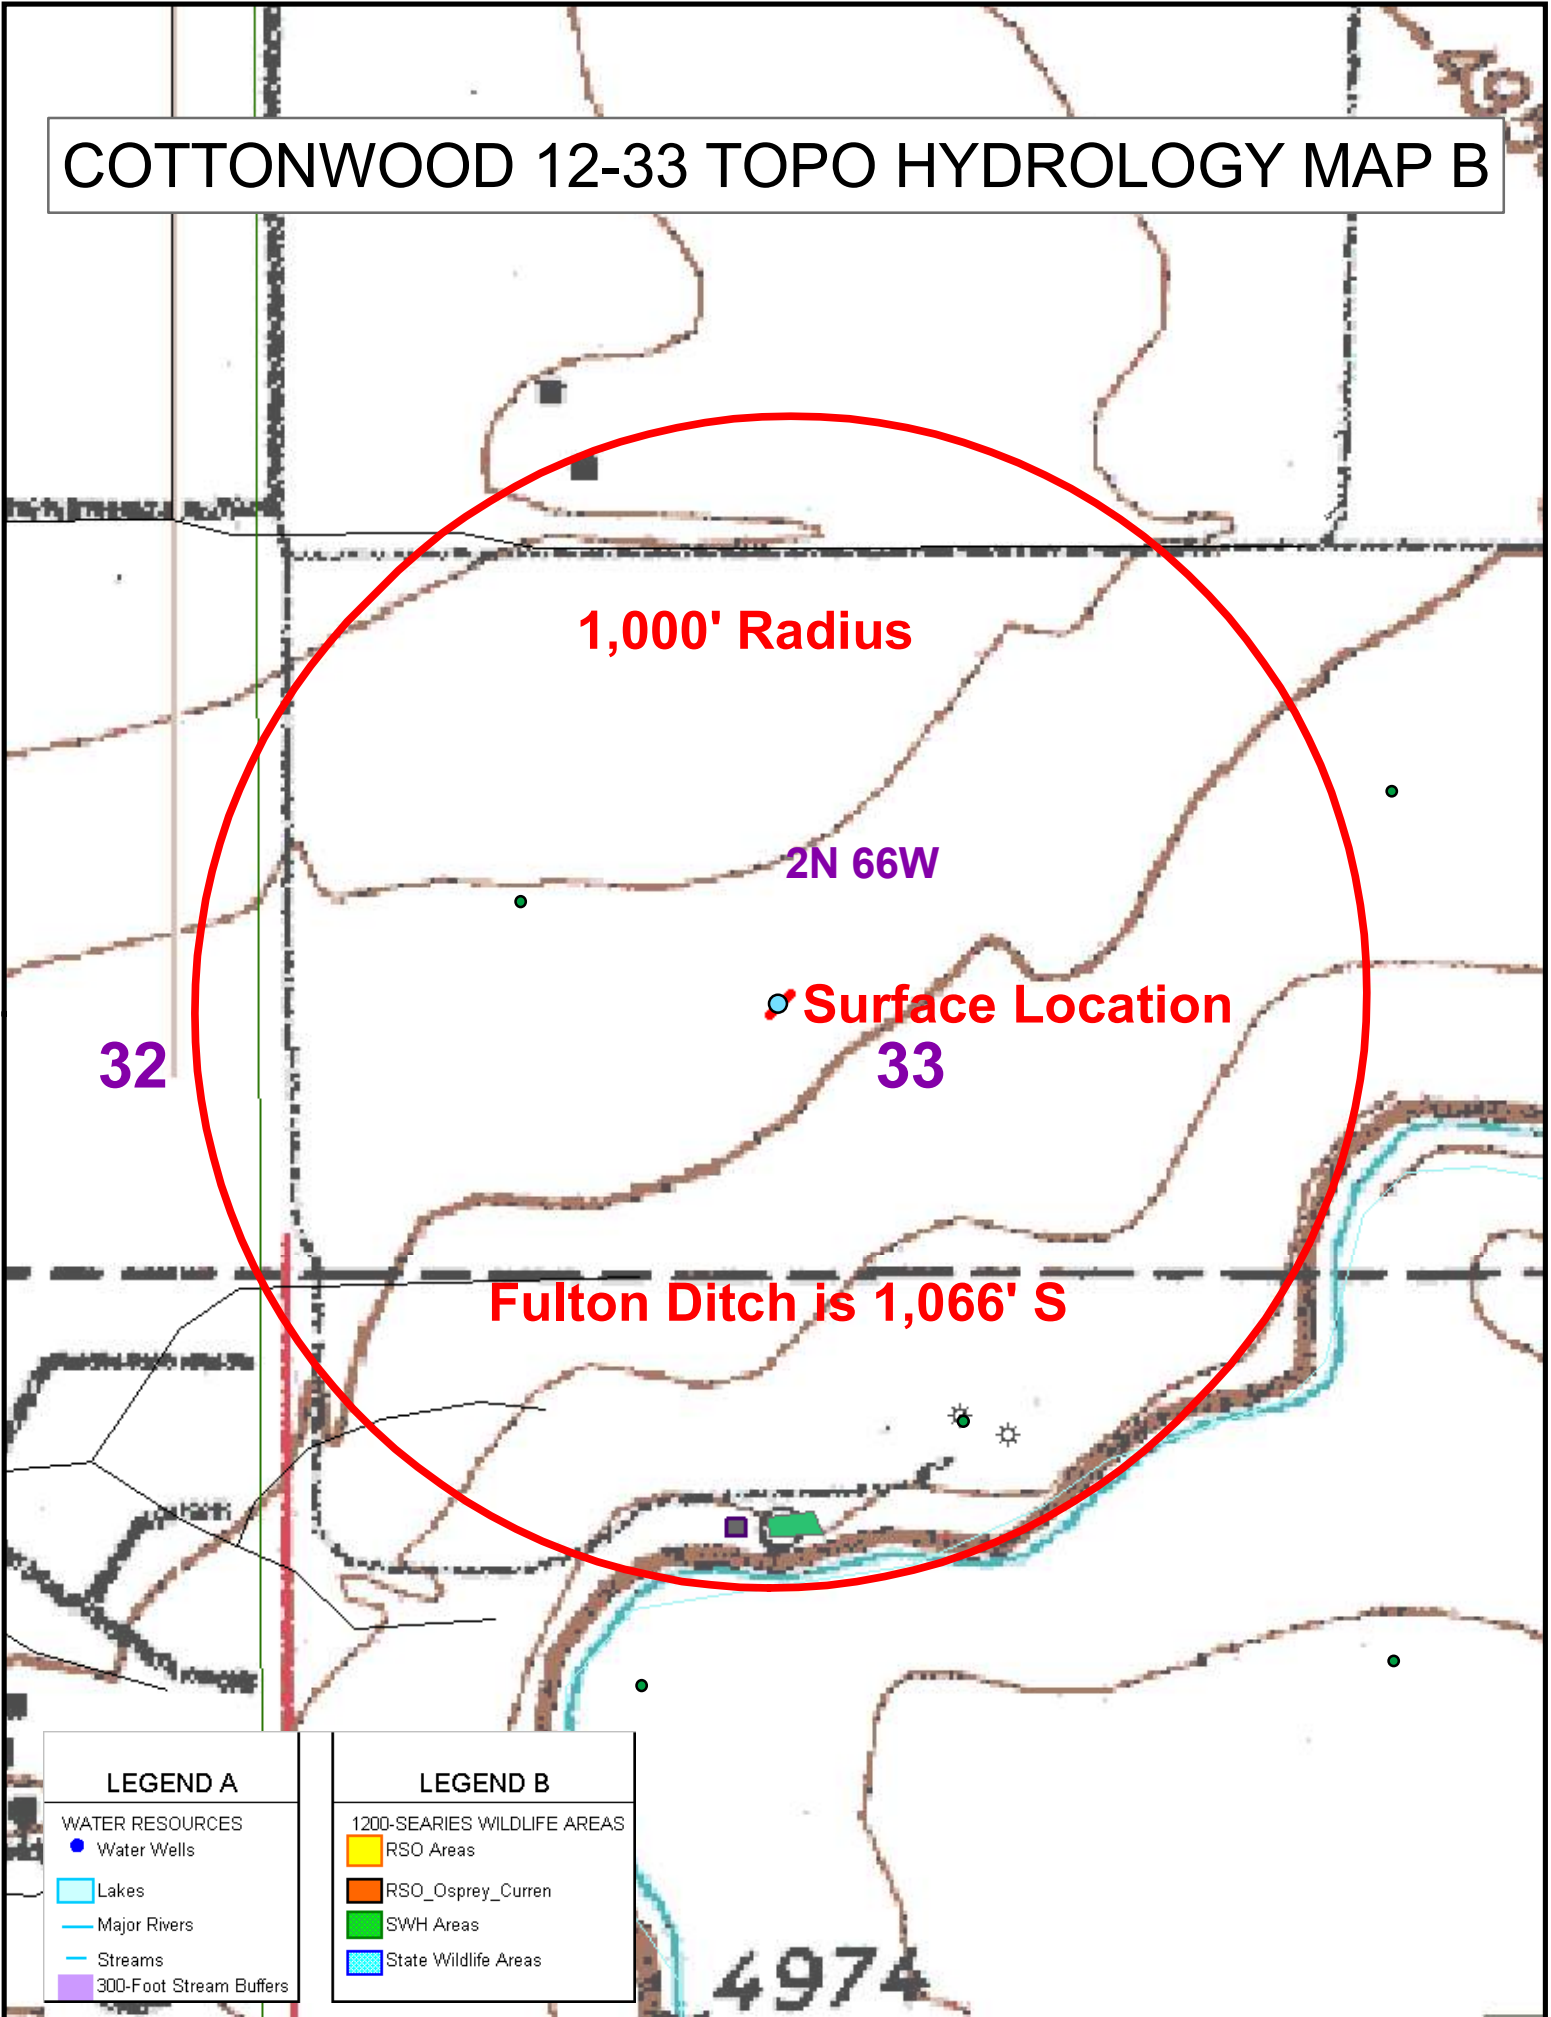 COTTONWOOD 12-33 TOPO HYDROLOGY MAP B
1,000' Radius
2N 66W
Surface Location
32
33
Fulton Ditch is 1,066' S
LEGEND A
WATER RESOURCES
Water Wells
Lakes
Major Rivers
Streams
300-Foot Stream Buffers
LEGEND B
1200-SEARIES WILDLIFE AREAS
RSO Areas
RSO_Osprey_Curren
SWH Areas
State Wildlife Areas
4974